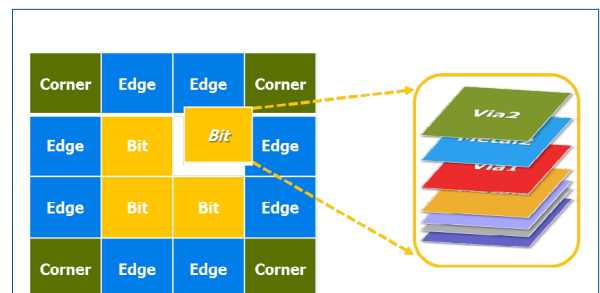 Corner Edge Edge Corner
Edge Bit Bit Edge
Edge Bit Bit Edge
Corner Edge Edge Corner
Via2
Metal2
Via1